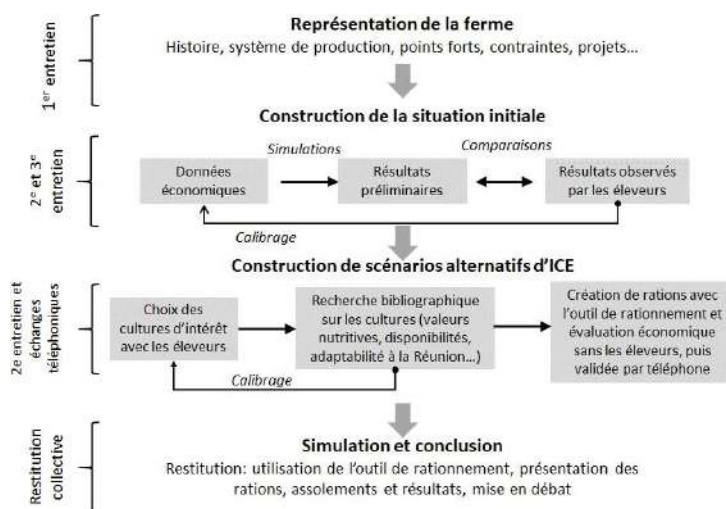 1er entretien
Représentation de la ferme
Histoire, système de production, points forts, contraintes, projets...
2e et 3e
entretien
Construction de la situation initiale
Simulations
Comparaisons
Données
économiques
Résultats
préliminaires
Résultats observés
par les éleveurs
Calibrage
2e entretien et
échanges
téléphoniques
Construction de scénarios alternatifs d'ICE
Choix des
cultures d'intérêt
avec les éleveurs
Recherche bibliographique
sur les cultures (valeurs
nutritives, disponibilités,
adaptabilité à la Réunion...)
Création de rations avec
l'outil de rationnement et
évaluation économique
sans les éleveurs, puis
validée par téléphone
Calibrage
Restitution
collective
Simulation et conclusion
Restitution: utilisation de l'outil de rationnement, présentation des
rations, assolements et résultats, mise en débat